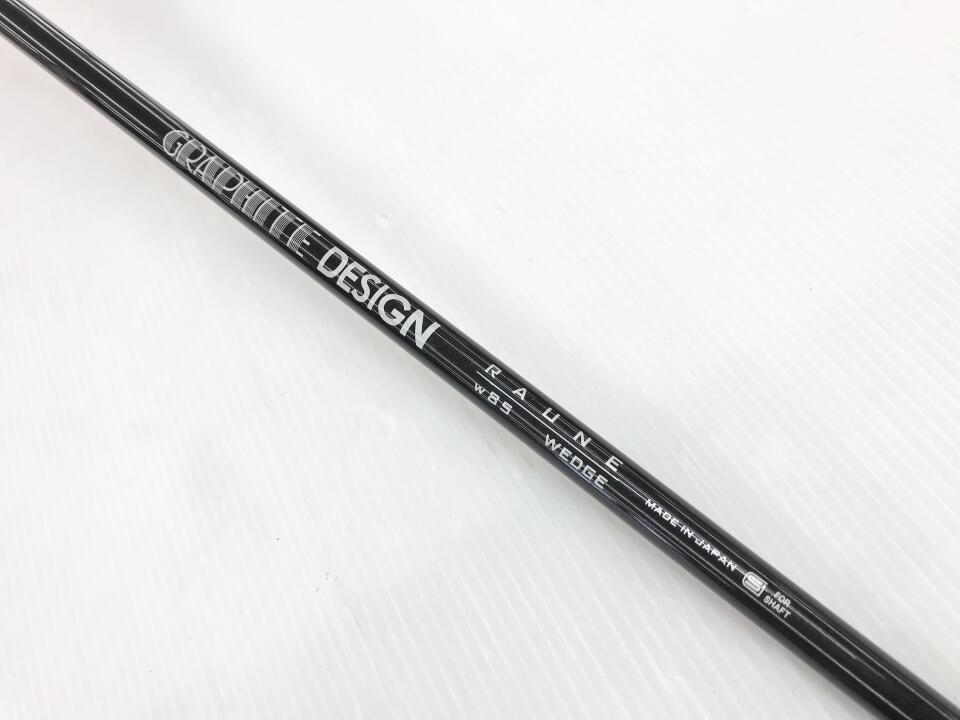 GRAPHITE DESIGN
RAUNE
W85 WEDGE
MADE IN JAPAN
S FOR SHAFT